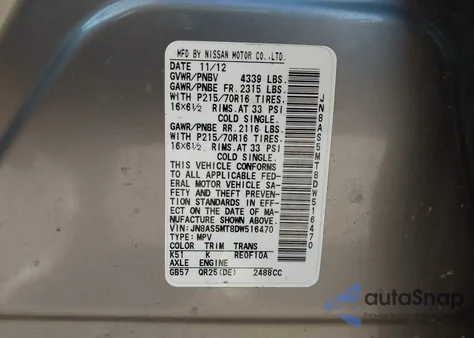 MFD BY NISSAN MOTOR CO.,LTD.
DATE 11/12
GVWR/PNBV 4339 LBS.
GAWR/PNBE FR. 2315 LBS.
WITH P215/70R16 TIRES,
16X6½ RIMS.AT 33 PSI
COLD SINGLE.
GAWR/PNBE RR. 2116 LBS.
WITH P215/70R16 TIRES,
16X6½ RIMS.AT 33 PSI
COLD SINGLE.
THIS VEHICLE CONFORMS
TO ALL APPLICABLE FED-
ERAL MOTOR VEHICLE SA-
FETY AND THEFT PREVEN-
TION STANDARDS IN EFF-
ECT ON THE DATE OF MA-
NUFACTURE SHOWN ABOVE.
VIN: JN8AS5MT8DW516470
TYPE: MPV
COLOR TRIM TRANS
K51 K RE0F10A
AXLE ENGINE
GB57 QR25(DE) 2488CC
JN8AS5MT8DW516470
autoSnap